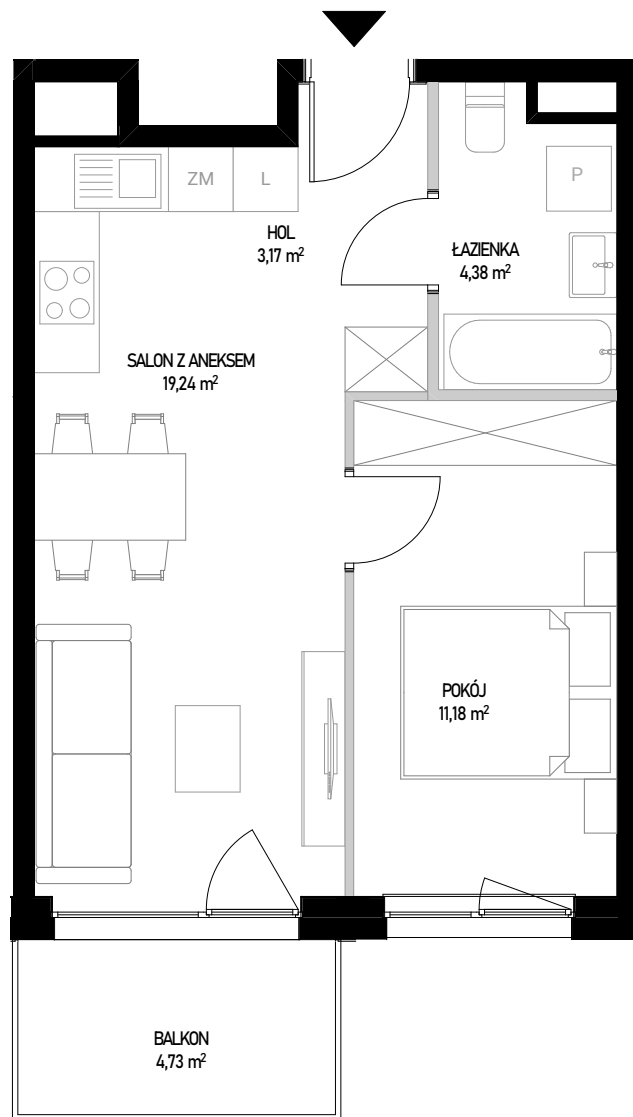 ZM
L
P
HOL
3,17 m²
ŁAZIENKA
4,38 m²
SALON Z ANEKSEM
19,24 m²
POKÓJ
11,18 m²
BALKON
4,73 m²